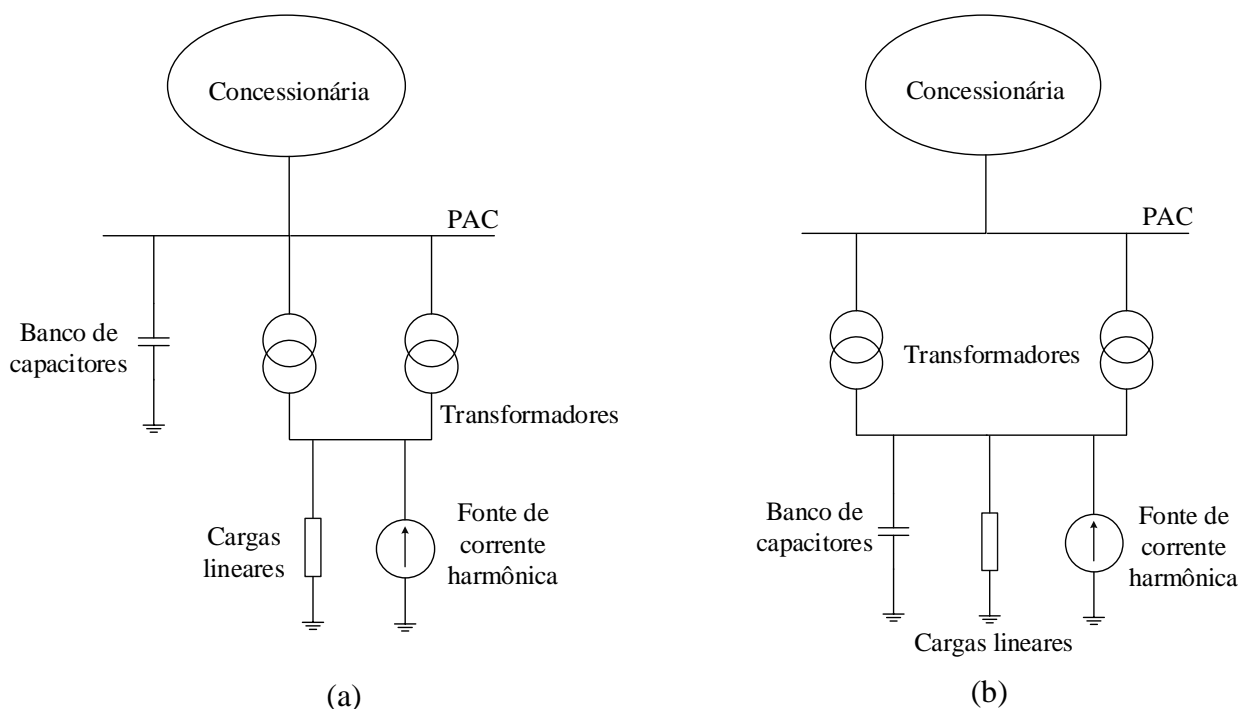 Concessionária
PAC
Banco de
capacitores
Transformadores
Cargas
lineares
Fonte de
corrente
harmônica
(a)
Concessionária
PAC
Transformadores
Banco de
capacitores
Fonte de
corrente
harmônica
Cargas lineares
(b)